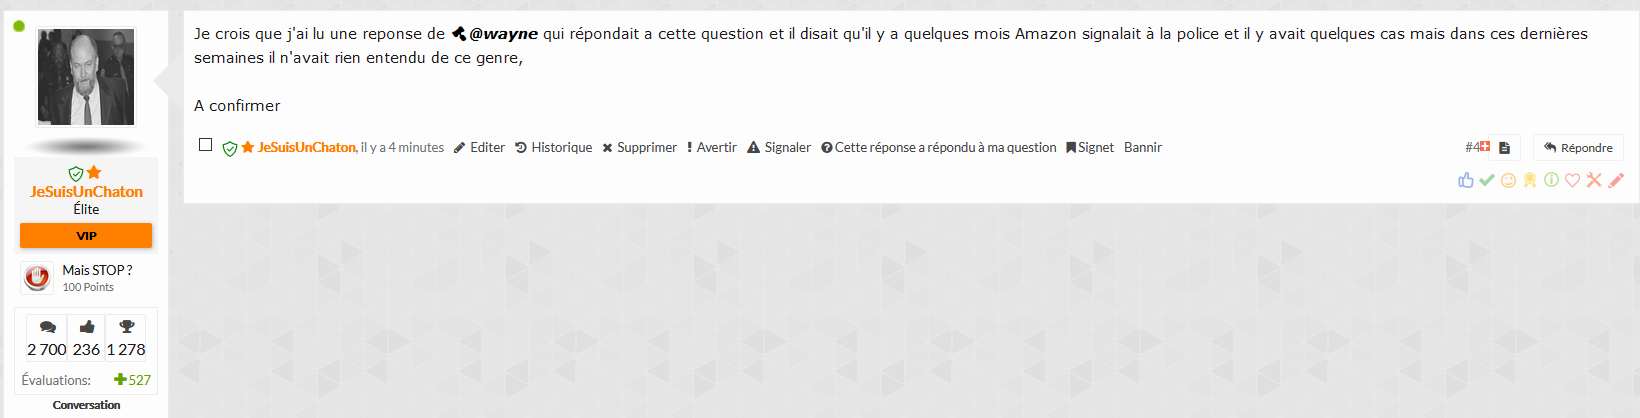 Je crois que j'ai lu une reponse de @wayne qui répondait a cette question et il disait qu'il y a quelques mois Amazon signalait à la police et il y avait quelques cas mais dans ces dernières
semaines il n'avait rien entendu de ce genre,
A confirmer
JeSuisUnChaton, il y a 4 minutes Editer Historique Supprimer Avertir Signaler Cette réponse a répondu à ma question Signet Bannir #4 Répondre
JeSuisUnChaton
Élite
VIP
Mais STOP ?
100 Points
2 700 236 1 278
Évaluations: 527
Conversation